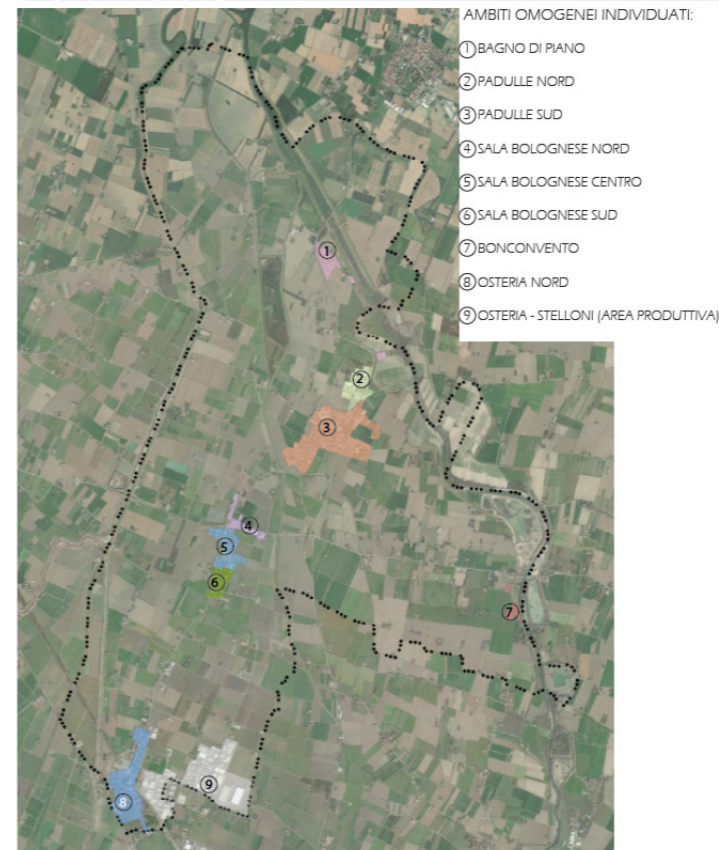 AMBITI OMOGENEI INDIVIDUATI:
1 BAGNO DI PIANO
2 PADULLE NORD
3 PADULLE SUD
4 SALA BOLOGNESE NORD
5 SALA BOLOGNESE CENTRO
6 SALA BOLOGNESE SUD
7 BONCONVENTO
8 OSTERIA NORD
9 OSTERIA - STELLONI (AREA PRODUTTIVA)
1
2
3
4
5
6
7
8
9